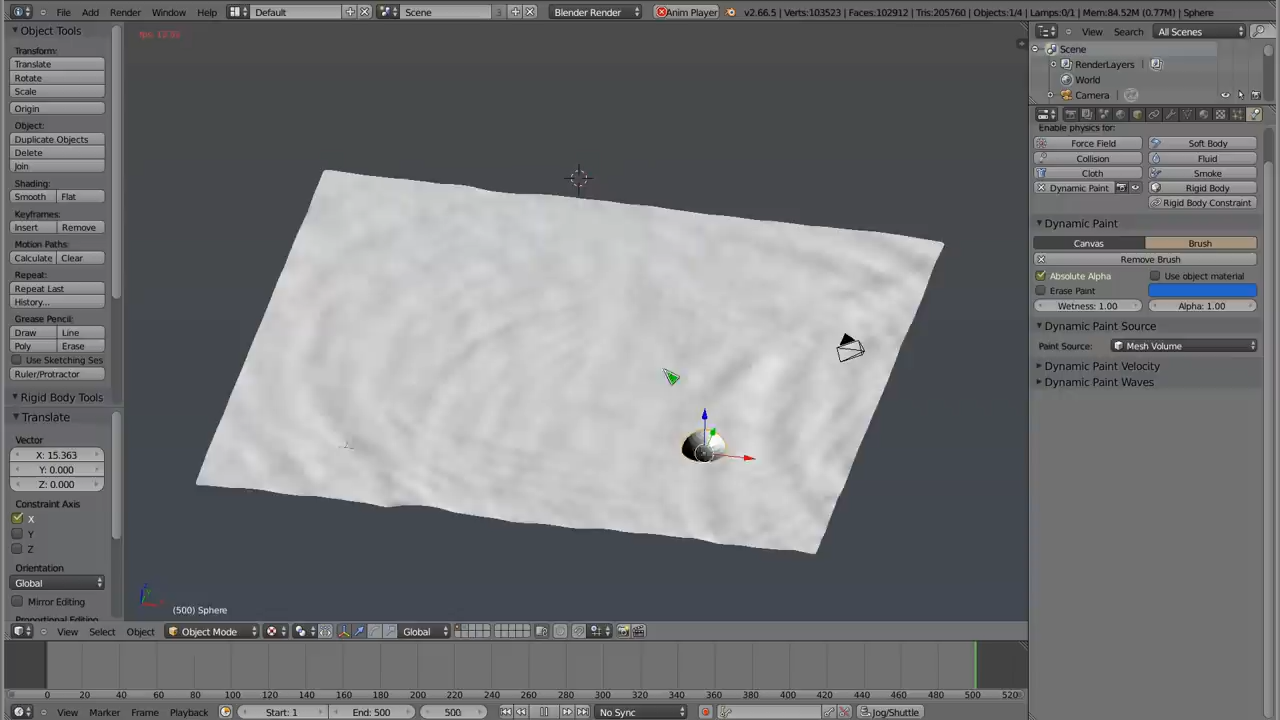 File Add Render Window Help Default Scene 3 Blender Render Anim Player v2.66.5 | Verts:103523 | Faces:102912 | Tris:205760 | Objects:1/4 | Lamps:0/1 | Mem:84.52M (0.77M) | Sphere
Object Tools
Transform:
Translate
Rotate
Scale
Origin
Object:
Duplicate Objects
Delete
Join
Shading:
Smooth Flat
Keyframes:
Insert Remove
Motion Paths:
Calculate Clear
Repeat:
Repeat Last
History...
Grease Pencil:
Draw Line
Poly Erase
Use Sketching Ses
Ruler/Protractor
Rigid Body Tools
Translate
Vector
X: 15.363
Y: 0.000
Z: 0.000
Constraint Axis
X
Y
Z
Orientation
Global
Mirror Editing
(500) Sphere
View Select Object Object Mode Global
0 20 40 60 80 100 120 140 160 180 200 220 240 260 280 300 320 340 360 380 400 420 440 460 480 500 520
View Marker Frame Playback Start: 1 End: 500 500 No Sync Jog/Shuttle
View Search All Scenes
Scene
RenderLayers
World
Camera
Enable physics for:
Force Field Soft Body
Collision Fluid
Cloth Smoke
Dynamic Paint Rigid Body
Rigid Body Constraint
Dynamic Paint
Canvas Brush
Remove Brush
Absolute Alpha Use object material
Erase Paint
Wetness: 1.00 Alpha: 1.00
Dynamic Paint Source
Paint Source: Mesh Volume
Dynamic Paint Velocity
Dynamic Paint Waves